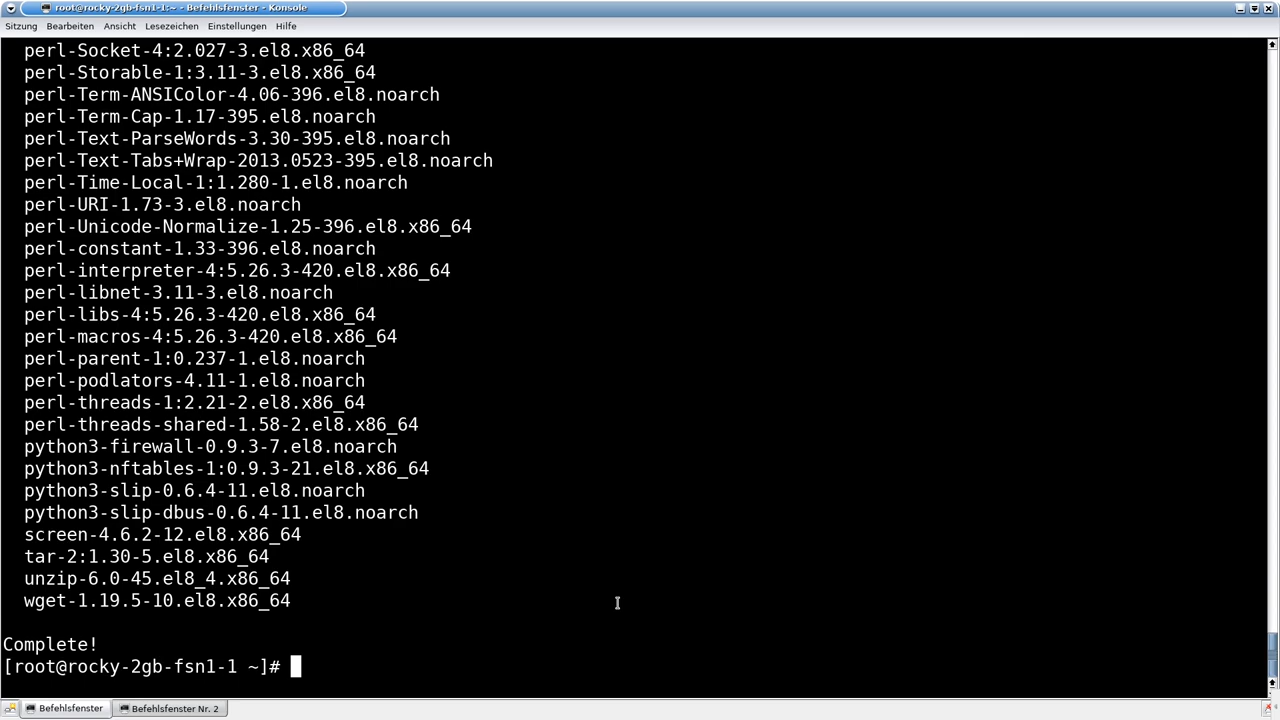 root@rocky-2gb-fsn1-1:~ - Befehlsfenster - Konsole
Sitzung Bearbeiten Ansicht Lesezeichen Einstellungen Hilfe
perl-Socket-4:2.027-3.el8.x86_64
perl-Storable-1:3.11-3.el8.x86_64
perl-Term-ANSIColor-4.06-396.el8.noarch
perl-Term-Cap-1.17-395.el8.noarch
perl-Text-ParseWords-3.30-395.el8.noarch
perl-Text-Tabs+Wrap-2013.0523-395.el8.noarch
perl-Time-Local-1:1.280-1.el8.noarch
perl-URI-1.73-3.el8.noarch
perl-Unicode-Normalize-1.25-396.el8.x86_64
perl-constant-1.33-396.el8.noarch
perl-interpreter-4:5.26.3-420.el8.x86_64
perl-libnet-3.11-3.el8.noarch
perl-libs-4:5.26.3-420.el8.x86_64
perl-macros-4:5.26.3-420.el8.x86_64
perl-parent-1:0.237-1.el8.noarch
perl-podlators-4.11-1.el8.noarch
perl-threads-1:2.21-2.el8.x86_64
perl-threads-shared-1.58-2.el8.x86_64
python3-firewall-0.9.3-7.el8.noarch
python3-nftables-1:0.9.3-21.el8.x86_64
python3-slip-0.6.4-11.el8.noarch
python3-slip-dbus-0.6.4-11.el8.noarch
screen-4.6.2-12.el8.x86_64
tar-2:1.30-5.el8.x86_64
unzip-6.0-45.el8_4.x86_64
wget-1.19.5-10.el8.x86_64
Complete!
[root@rocky-2gb-fsn1-1 ~]#
Befehlsfenster Befehlsfenster Nr. 2